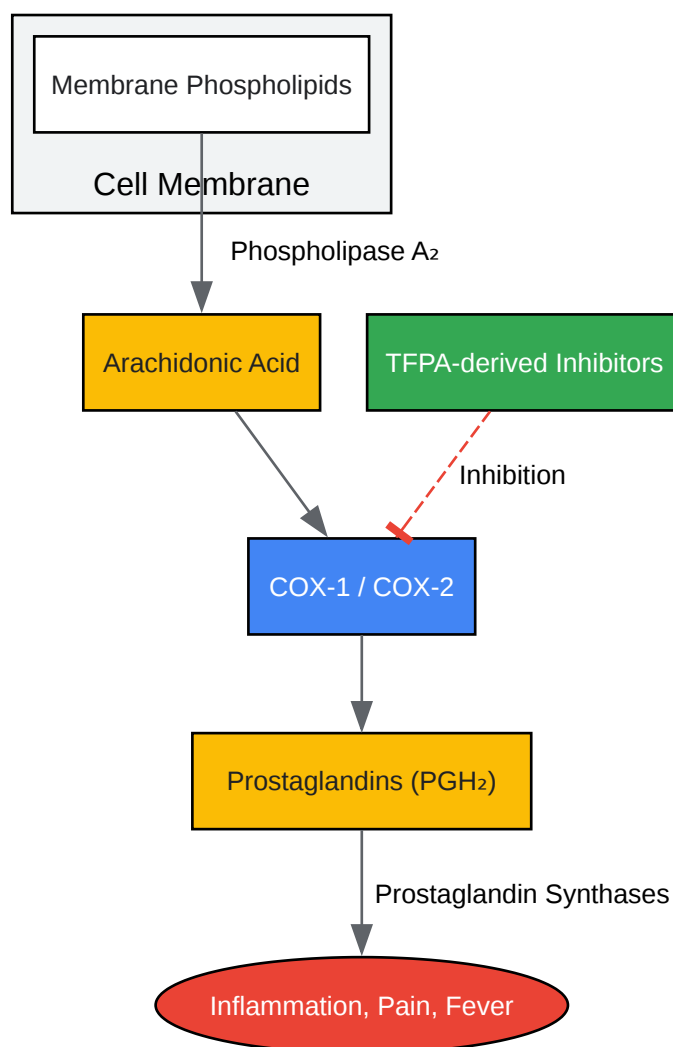 Membrane Phospholipids
Cell Membrane
Phospholipase A₂
Arachidonic Acid
TFPA-derived Inhibitors
Inhibition
COX-1 / COX-2
Prostaglandins (PGH₂)
Prostaglandin Synthases
Inflammation, Pain, Fever